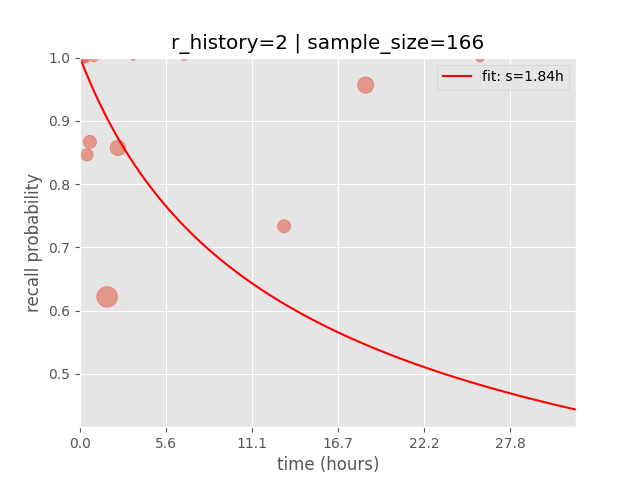 r_history=2 | sample_size=166
fit: s=1.84h
recall probability
1.0
0.9
0.8
0.7
0.6
0.5
0.0 5.6 11.1 16.7 22.2 27.8
time (hours)